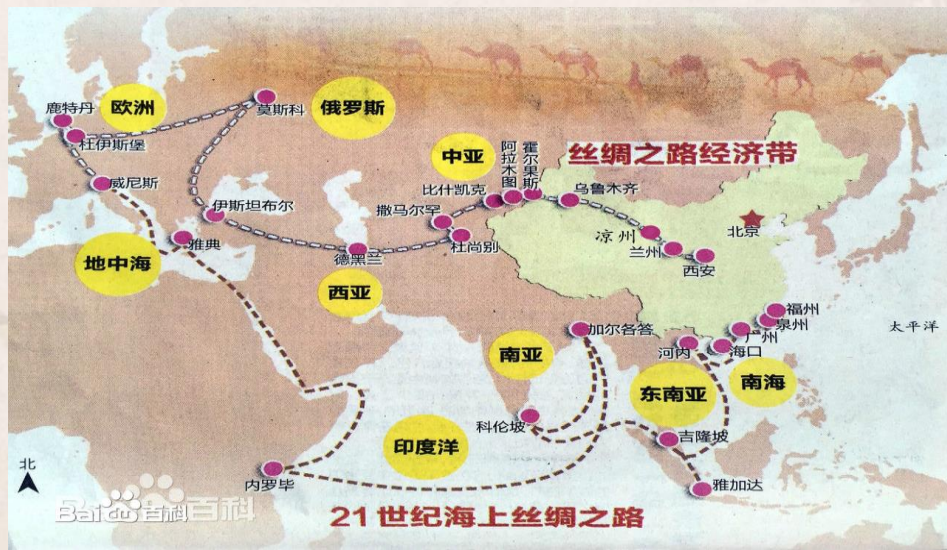 鹿特丹
欧洲
杜伊斯堡
莫斯科
俄罗斯
威尼斯
伊斯坦布尔
雅典
地中海
德黑兰
西亚
中亚
比什凯克
阿拉木图
霍尔果斯
撒马尔罕
杜尚别
乌鲁木齐
丝绸之路经济带
凉州
兰州
西安
北京
福州
泉州
广州
海口
河内
太平洋
加尔各答
南亚
东南亚
南海
科伦坡
吉隆坡
印度洋
内罗毕
雅加达
北
Bai百科
百科
21世纪海上丝绸之路